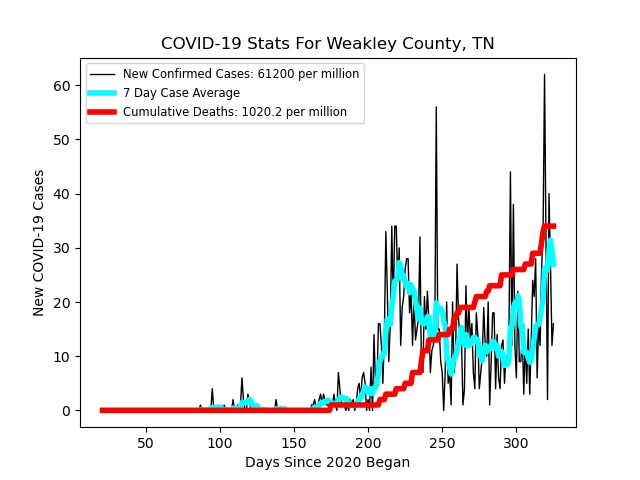 COVID-19 Stats For Weakley County, TN
New Confirmed Cases: 61200 per million
7 Day Case Average
Cumulative Deaths: 1020.2 per million
New COVID-19 Cases
60
50
40
30
20
10
0
50 100 150 200 250 300
Days Since 2020 Began